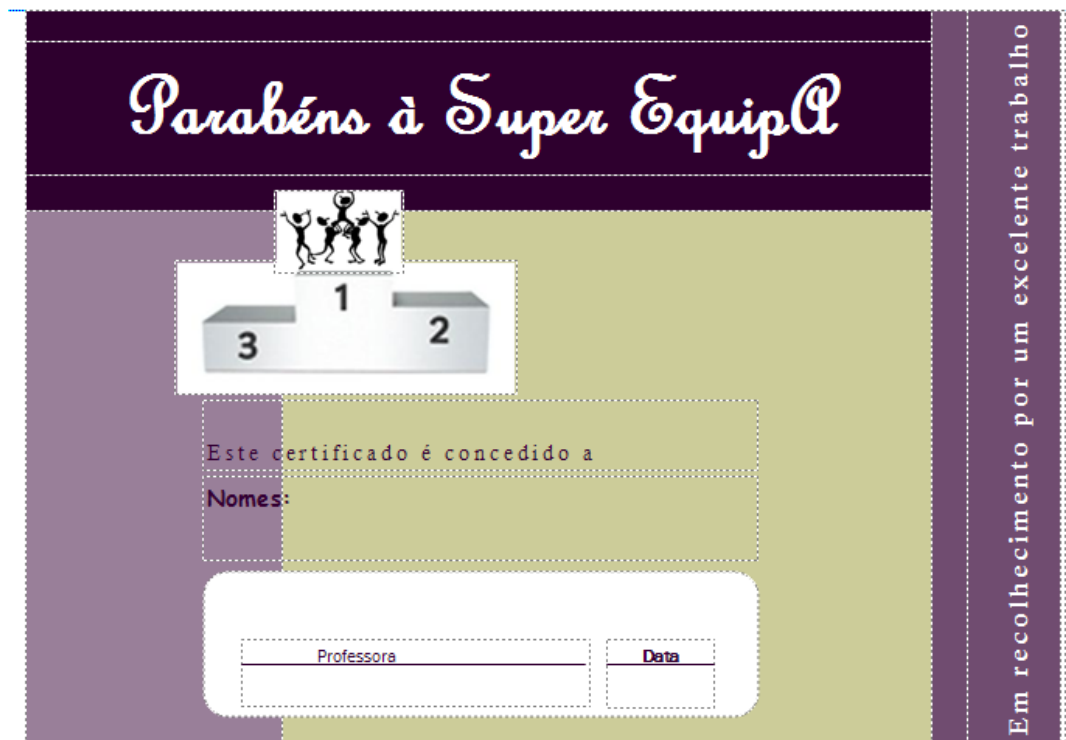 Parabéns à Super EquipA
1
2
3
Este certificado é concedido a
Nomes:
Professora
Data
Em recolhecimento por um excelente trabalho